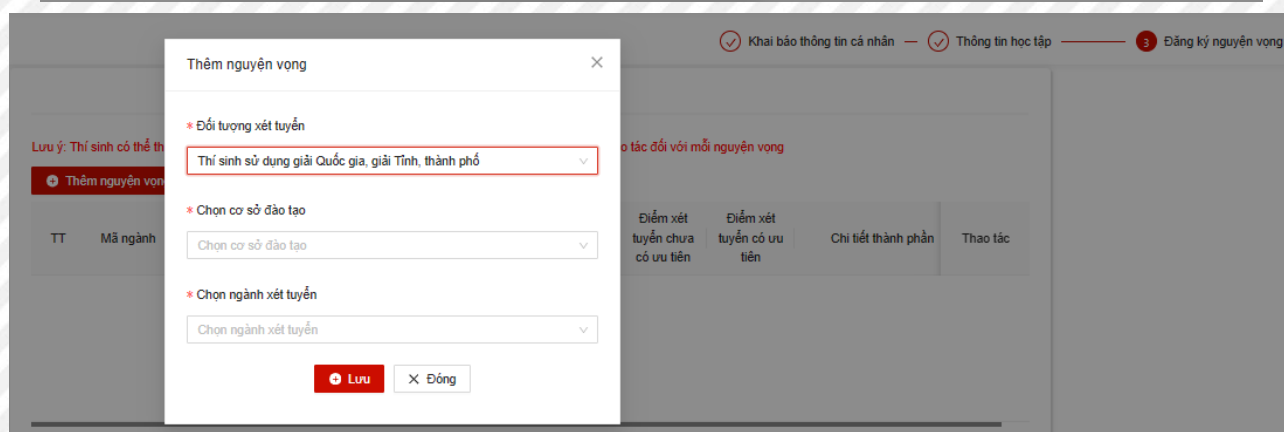 Khai báo thông tin cá nhân
Thông tin học tập
3 Đăng ký nguyện vọng
Thêm nguyện vọng
* Đối tượng xét tuyển
Lưu ý: Thí sinh có thể th
o tác đối với mỗi nguyện vọng
Thí sinh sử dụng giải Quốc gia, giải Tỉnh, thành phố
Thêm nguyện vọn
* Chọn cơ sở đào tạo
Chọn cơ sở đào tạo
TT
Mã ngành
Điểm xét
tuyển chưa
có ưu tiên
Điểm xét
tuyển có ưu
tiên
Chi tiết thành phần
Thao tác
* Chọn ngành xét tuyển
Chọn ngành xét tuyển
Lưu
Đóng